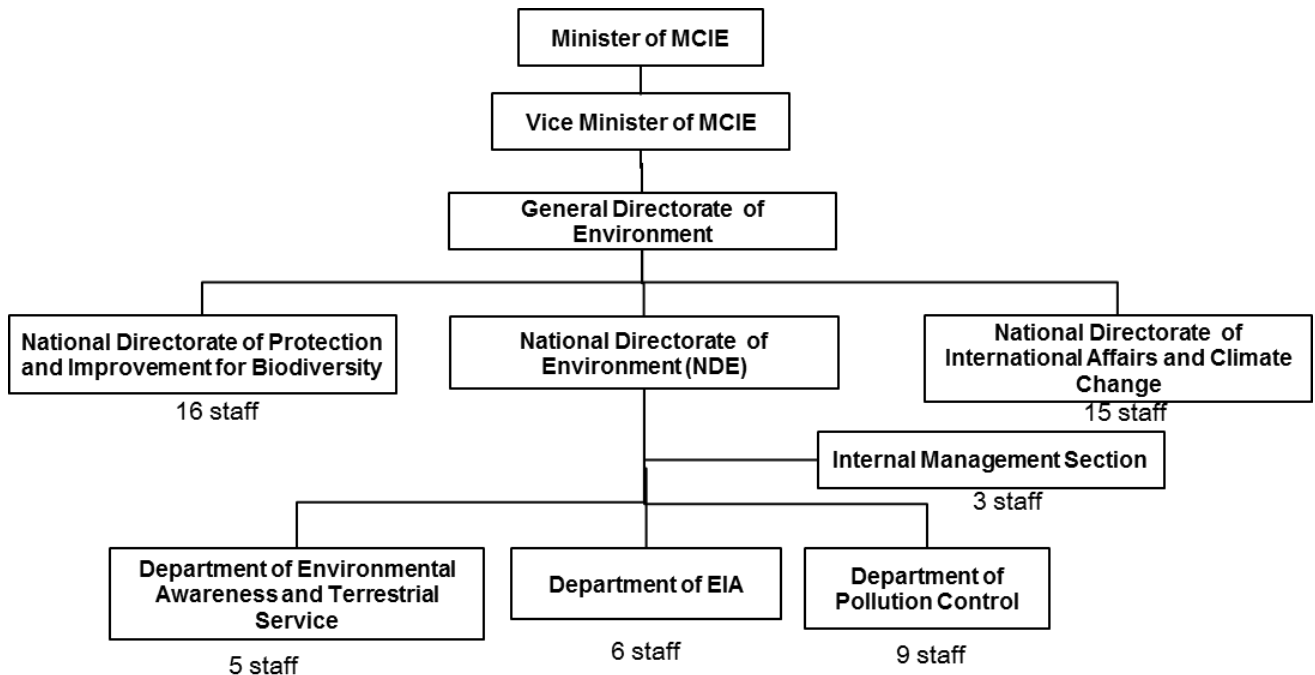 Minister of MCIE
Vice Minister of MCIE
General Directorate of
Environment
National Directorate of Protection
and Improvement for Biodiversity
16 staff
National Directorate of
Environment (NDE)
National Directorate of
International Affairs and Climate
Change
15 staff
Internal Management Section
3 staff
Department of Environmental
Awareness and Terrestrial
Service
5 staff
Department of EIA
6 staff
Department of
Pollution Control
9 staff